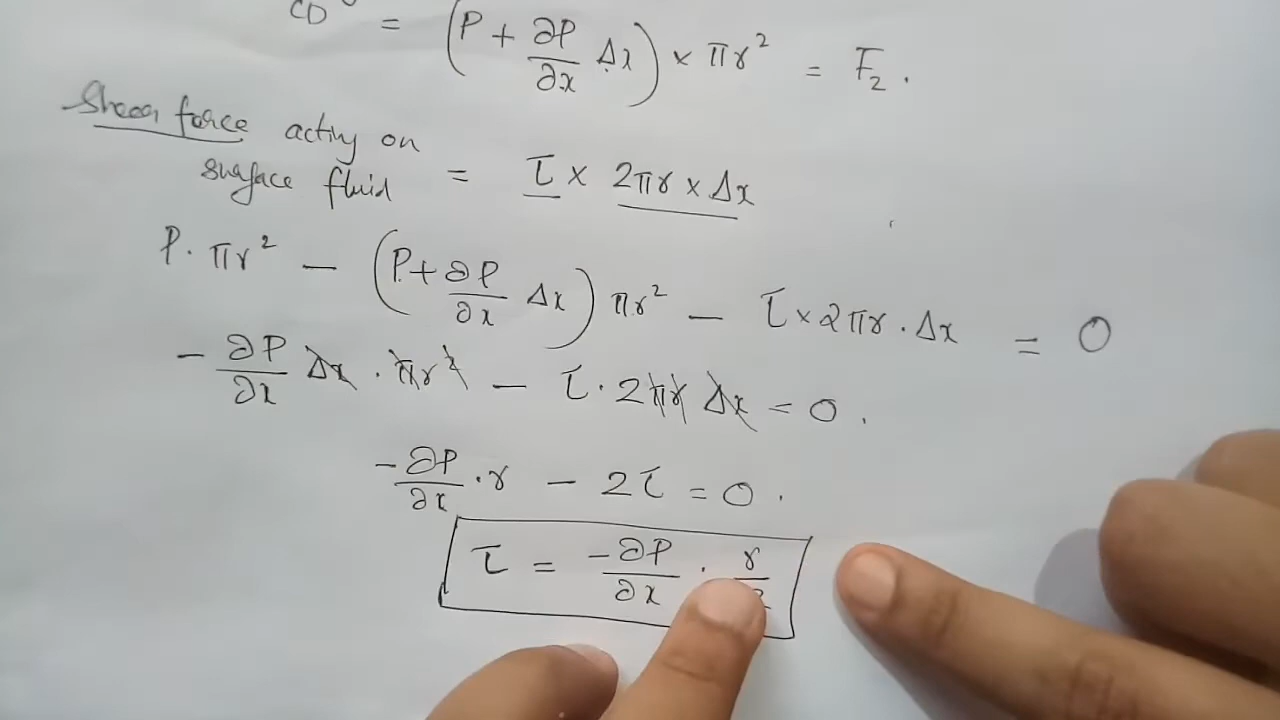 CD = (P + ∂P/∂x Δx) × πr² = F₂.
Shear force acting on
surface fluid = τ × 2πr × Δx
P. πr² − (P + ∂P/∂x Δx) πr² − τ × 2πr . Δx = 0
− ∂P/∂x Δx . πr² − τ . 2πr Δx = 0.
−∂P/∂x . r − 2τ = 0.
τ = −∂P/∂x . r/2